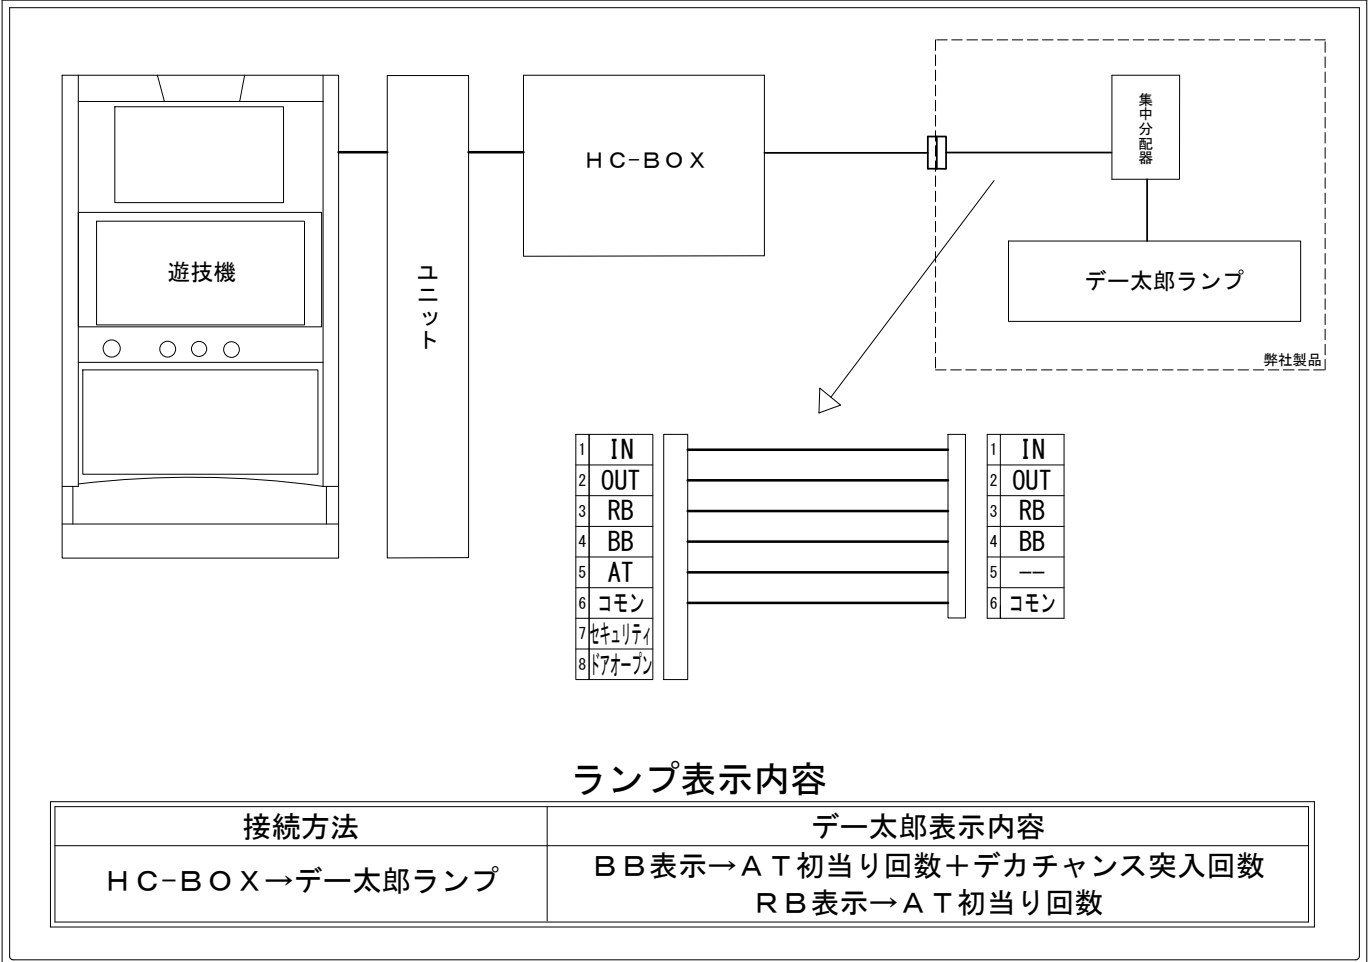 遊技機
ユニット
ＨＣ−ＢＯＸ
集中分配器
デー太郎ランプ
弊社製品
1 IN
2 OUT
3 RB
4 BB
5 AT
6 コモン
7 セキュリティ
8 ドアオープン
1 IN
2 OUT
3 RB
4 BB
5 −−
6 コモン
ランプ表示内容
接続方法 デー太郎表示内容
ＨＣ−ＢＯＸ→デー太郎ランプ
ＢＢ表示→ＡＴ初当り回数＋デカチャンス突入回数
ＲＢ表示→ＡＴ初当り回数